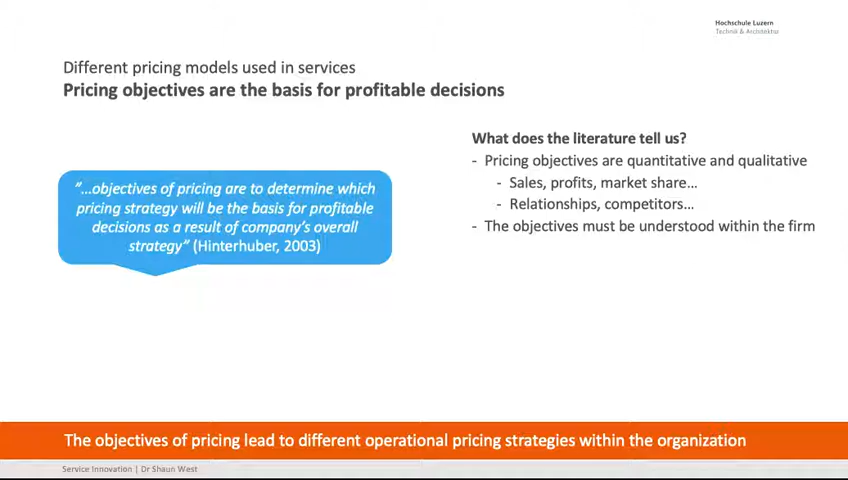 Hochschule Luzern
Technik & Architektur
Different pricing models used in services
Pricing objectives are the basis for profitable decisions
What does the literature tell us?
- Pricing objectives are quantitative and qualitative
- Sales, profits, market share...
- Relationships, competitors...
- The objectives must be understood within the firm
"...objectives of pricing are to determine which
pricing strategy will be the basis for profitable
decisions as a result of company's overall
strategy" (Hinterhuber, 2003)
The objectives of pricing lead to different operational pricing strategies within the organization
Service Innovation | Dr Shaun West